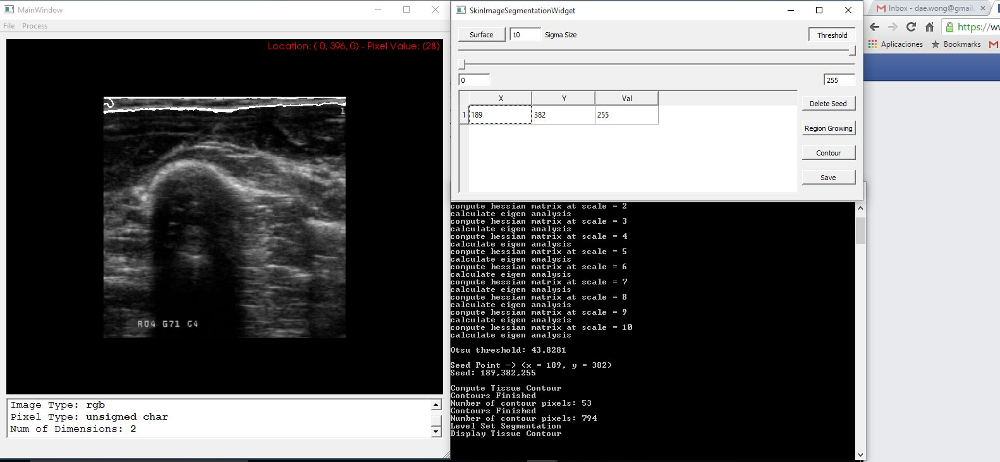 MainWindow
File Process
Location: ( 0, 396, 0) - Pixel Value: (28)
1
R04 G71 C4
Image Type: rgb
Pixel Type: unsigned char
Num of Dimensions: 2
SkinImageSegmentationWidget
Surface 10 Sigma Size Threshold
0 255
X Y Val
1 189 382 255
Delete Seed
Region Growing
Contour
Save
compute hessian matrix at scale = 2
calculate eigen analysis
compute hessian matrix at scale = 3
calculate eigen analysis
compute hessian matrix at scale = 4
calculate eigen analysis
compute hessian matrix at scale = 5
calculate eigen analysis
compute hessian matrix at scale = 6
calculate eigen analysis
compute hessian matrix at scale = 7
calculate eigen analysis
compute hessian matrix at scale = 8
calculate eigen analysis
compute hessian matrix at scale = 9
calculate eigen analysis
compute hessian matrix at scale = 10
calculate eigen analysis
Otsu threshold: 43.8281
Seed Point -> (x = 189, y = 382)
Seed: 189,382,255
Compute Tissue Contour
Contours Finished
Number of contour pixels: 53
Contours Finished
Number of contour pixels: 794
Level Set Segmentation
Display Tissue Contour
Inbox - dae.wong@gmail
https://w
Aplicaciones Bookmarks